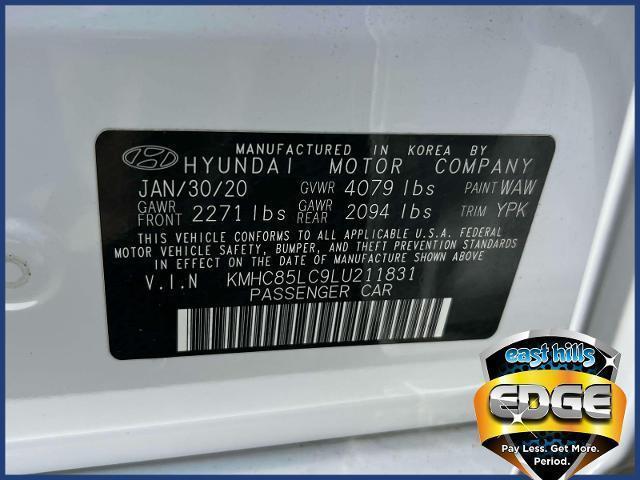 MANUFACTURED IN KOREA BY
HYUNDAI MOTOR COMPANY
JAN/30/20 GVWR 4079 lbs PAINT WAW
GAWR FRONT 2271 lbs GAWR REAR 2094 lbs TRIM YPK
THIS VEHICLE CONFORMS TO ALL APPLICABLE U.S.A. FEDERAL
MOTOR VEHICLE SAFETY, BUMPER, AND THEFT PREVENTION STANDARDS
IN EFFECT ON THE DATE OF MANUFACTURE SHOWN ABOVE.
V.I.N KMHC85LC9LU211831
PASSENGER CAR
east hills
EDGE
Pay Less. Get More.
Period.